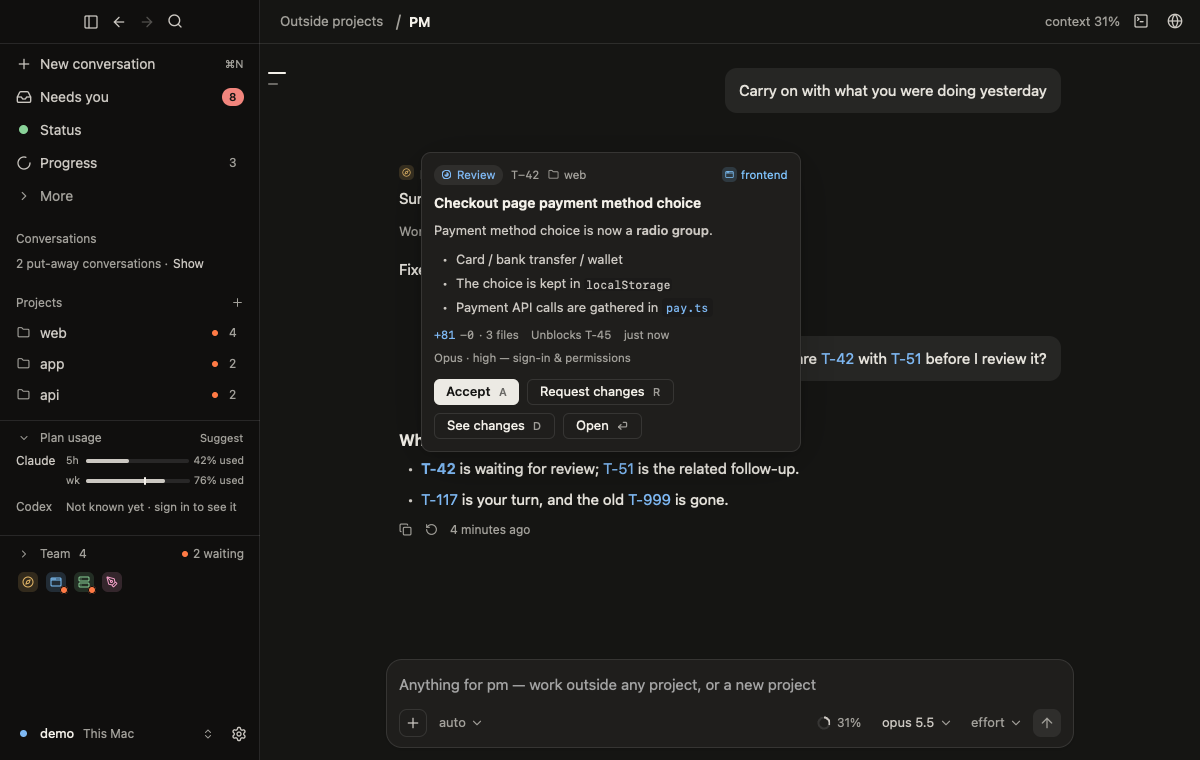 Outside projects / PM
context 31%
New conversation ⌘N
Needs you 8
Status
Progress 3
More
Conversations
2 put-away conversations · Show
Projects
web 4
app 2
api 2
Plan usage Suggest
Claude 5h 42% used
wk 76% used
Codex Not known yet · sign in to see it
Team 4 2 waiting
demo This Mac
Carry on with what you were doing yesterday
Review T-42 web frontend
Checkout page payment method choice
Payment method choice is now a radio group.
• Card / bank transfer / wallet
• The choice is kept in localStorage
• Payment API calls are gathered in pay.ts
+81 −0 · 3 files Unblocks T-45 just now
Opus · high — sign-in & permissions
Accept A Request changes R
See changes D Open
T-42 with T-51 before I review it?
• T-42 is waiting for review; T-51 is the related follow-up.
• T-117 is your turn, and the old T-999 is gone.
4 minutes ago
Anything for pm — work outside any project, or a new project
auto 31% opus 5.5 effort